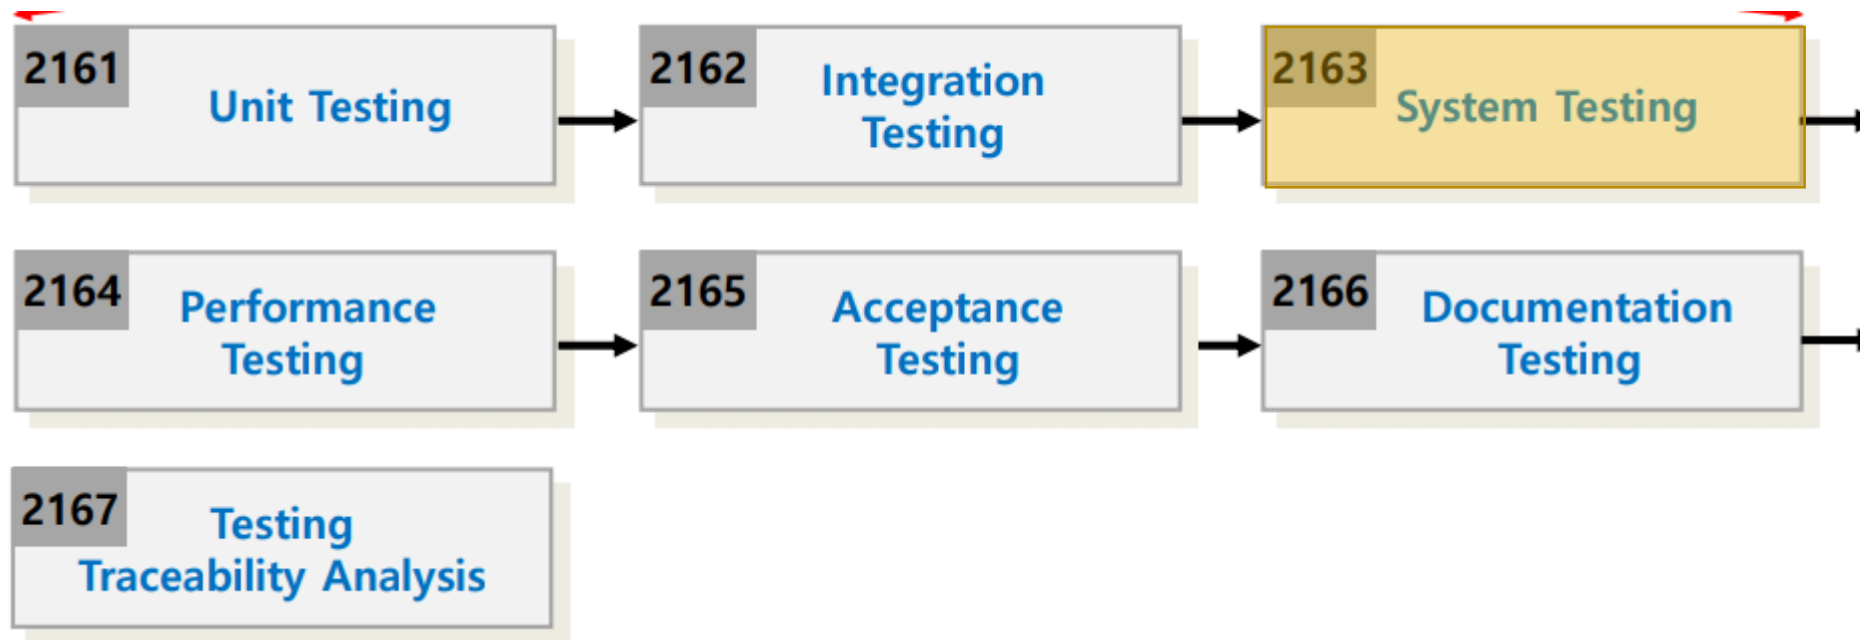 2161
Unit Testing
2162
Integration
Testing
2163
System Testing
2164
Performance
Testing
2165
Acceptance
Testing
2166
Documentation
Testing
2167
Testing
Traceability Analysis